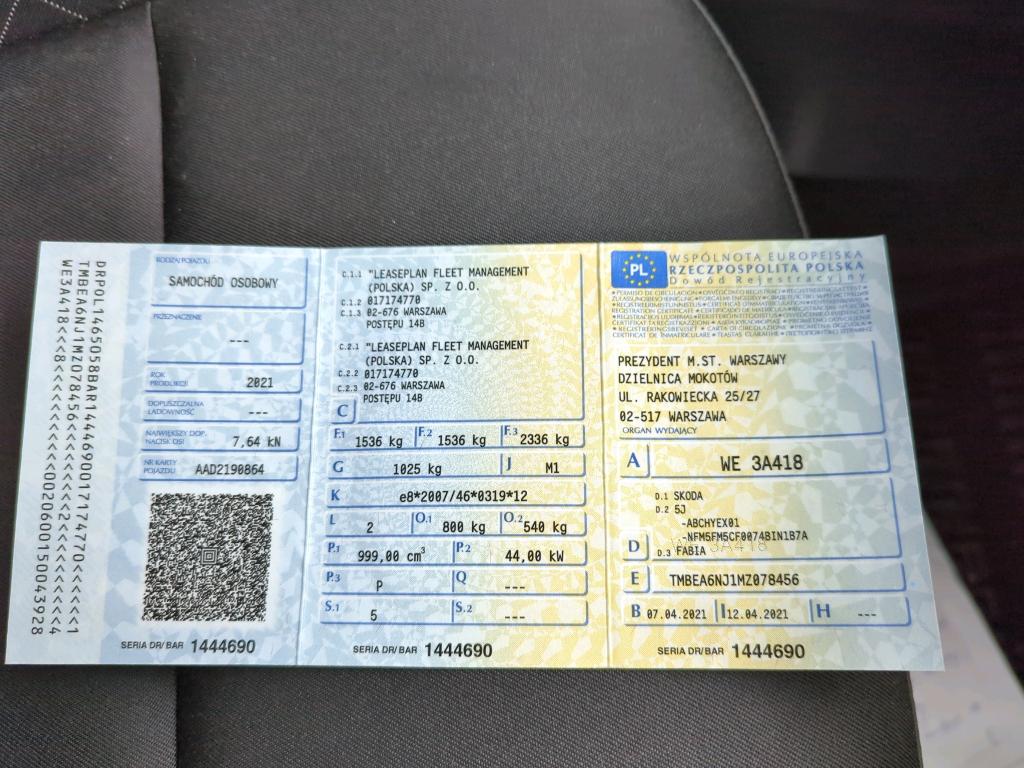 DRPOL1465058BAR1444690017174770<<<<<<1
TMBEA6NJ1MZ078456<<<<<<<<<<2<<<<<<<<<<
WE3A418<<<8<<<<<<<<<<0020600150043928
RODZAJ POJAZDU
SAMOCHÓD OSOBOWY
PRZEZNACZENIE
---
ROK PRODUKCJI 2021
DOPUSZCZALNA ŁADOWNOŚĆ ---
NAJWIĘKSZY DOP. NACISK OSI 7,64 kN
NR KARTY POJAZDU AAD2190864
SERIA DR/BAR 1444690
C.1.1 "LEASEPLAN FLEET MANAGEMENT
(POLSKA) SP. Z O.O.
C.1.2 017174770
C.1.3 02-676 WARSZAWA
POSTĘPU 14B
C.2.1 "LEASEPLAN FLEET MANAGEMENT
(POLSKA) SP. Z O.O.
C.2.2 017174770
C.2.3 02-676 WARSZAWA
POSTĘPU 14B
C
F.1 1536 kg F.2 1536 kg F.3 2336 kg
G 1025 kg J M1
K e8*2007/46*0319*12
L 2 O.1 800 kg O.2 540 kg
P.1 999,00 cm³ P.2 44,00 kW
P.3 P Q ---
S.1 5 S.2 ---
SERIA DR/BAR 1444690
PL
WSPÓLNOTA EUROPEJSKA
RZECZPOSPOLITA POLSKA
Dowód Rejestracyjny
PREZYDENT M.ST. WARSZAWY
DZIELNICA MOKOTÓW
UL. RAKOWIECKA 25/27
02-517 WARSZAWA
ORGAN WYDAJĄCY
A WE 3A418
D.1 SKODA
D.2 5J
-ABCHYEX01
-NFM5FM5CF0074BIN1B7A
D D.3 FABIA
E TMBEA6NJ1MZ078456
B 07.04.2021 I 12.04.2021 H ---
SERIA DR/BAR 1444690